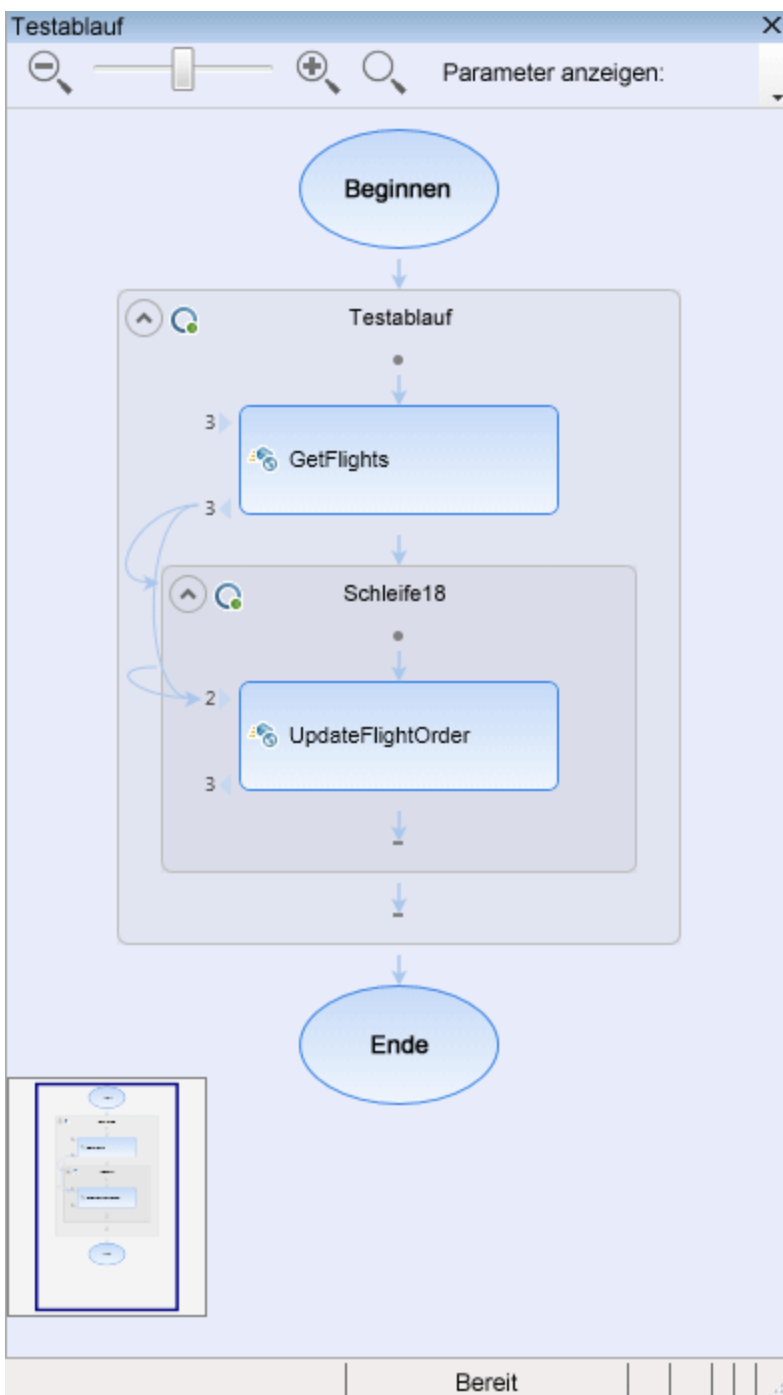 Testablauf
Parameter anzeigen:
Beginnen
Testablauf
3
GetFlights
3
Schleife18
2
UpdateFlightOrder
3
Ende
Bereit